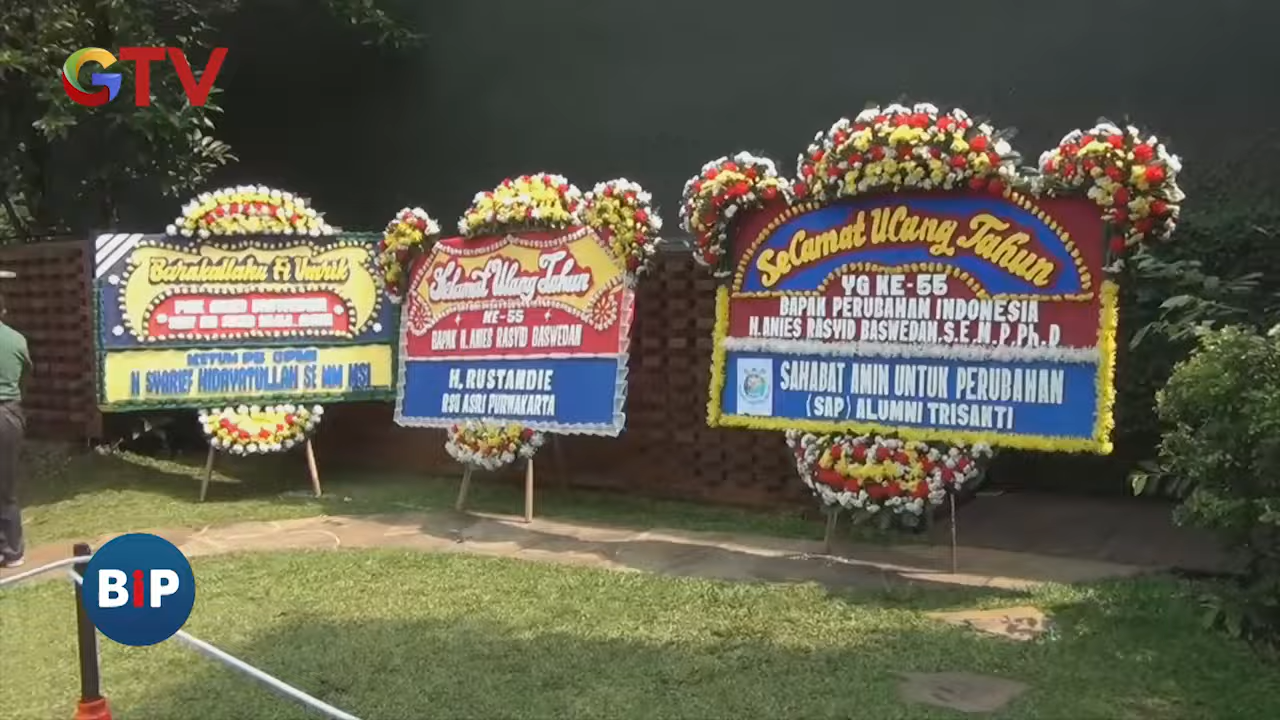 GTV
Barakallahu Fi Umrik
KETUM PB
H SYARIEF HIDAYATULLAH SE MM MSI
Selamat Ulang Tahun
KE-55
BAPAK H. ANIES RASYID BASWEDAN
H. RUSTANDIE
RSU ASRI PURWAKARTA
Selamat Ulang Tahun
YG KE-55
BAPAK PERUBAHAN INDONESIA
H. ANIES RASYID BASWEDAN, S.E, M.P, Ph.D
SAHABAT AMIN UNTUK PERUBAHAN
(SAP) ALUMNI TRISAKTI
BIP